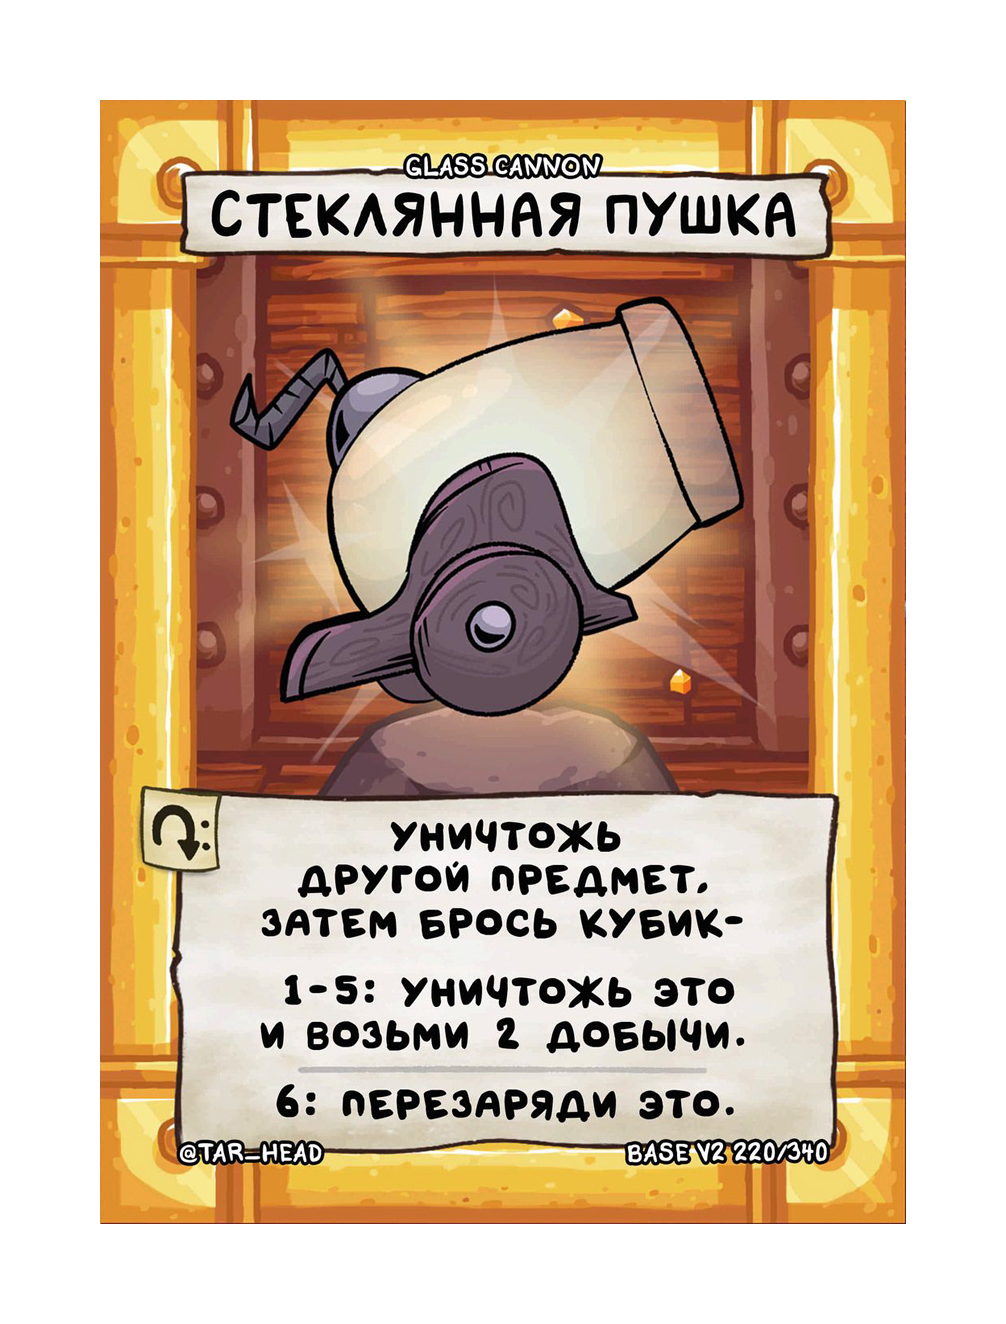 GLASS CANNON
СТЕКЛЯННАЯ ПУШКА
УНИЧТОЖЬ
ДРУГОЙ ПРЕДМЕТ,
ЗАТЕМ БРОСЬ КУБИК-
1-5: УНИЧТОЖЬ ЭТО
И ВОЗЬМИ 2 ДОБЫЧИ.
6: ПЕРЕЗАРЯДИ ЭТО.
@TAR_HEAD
BASE V2 220/340